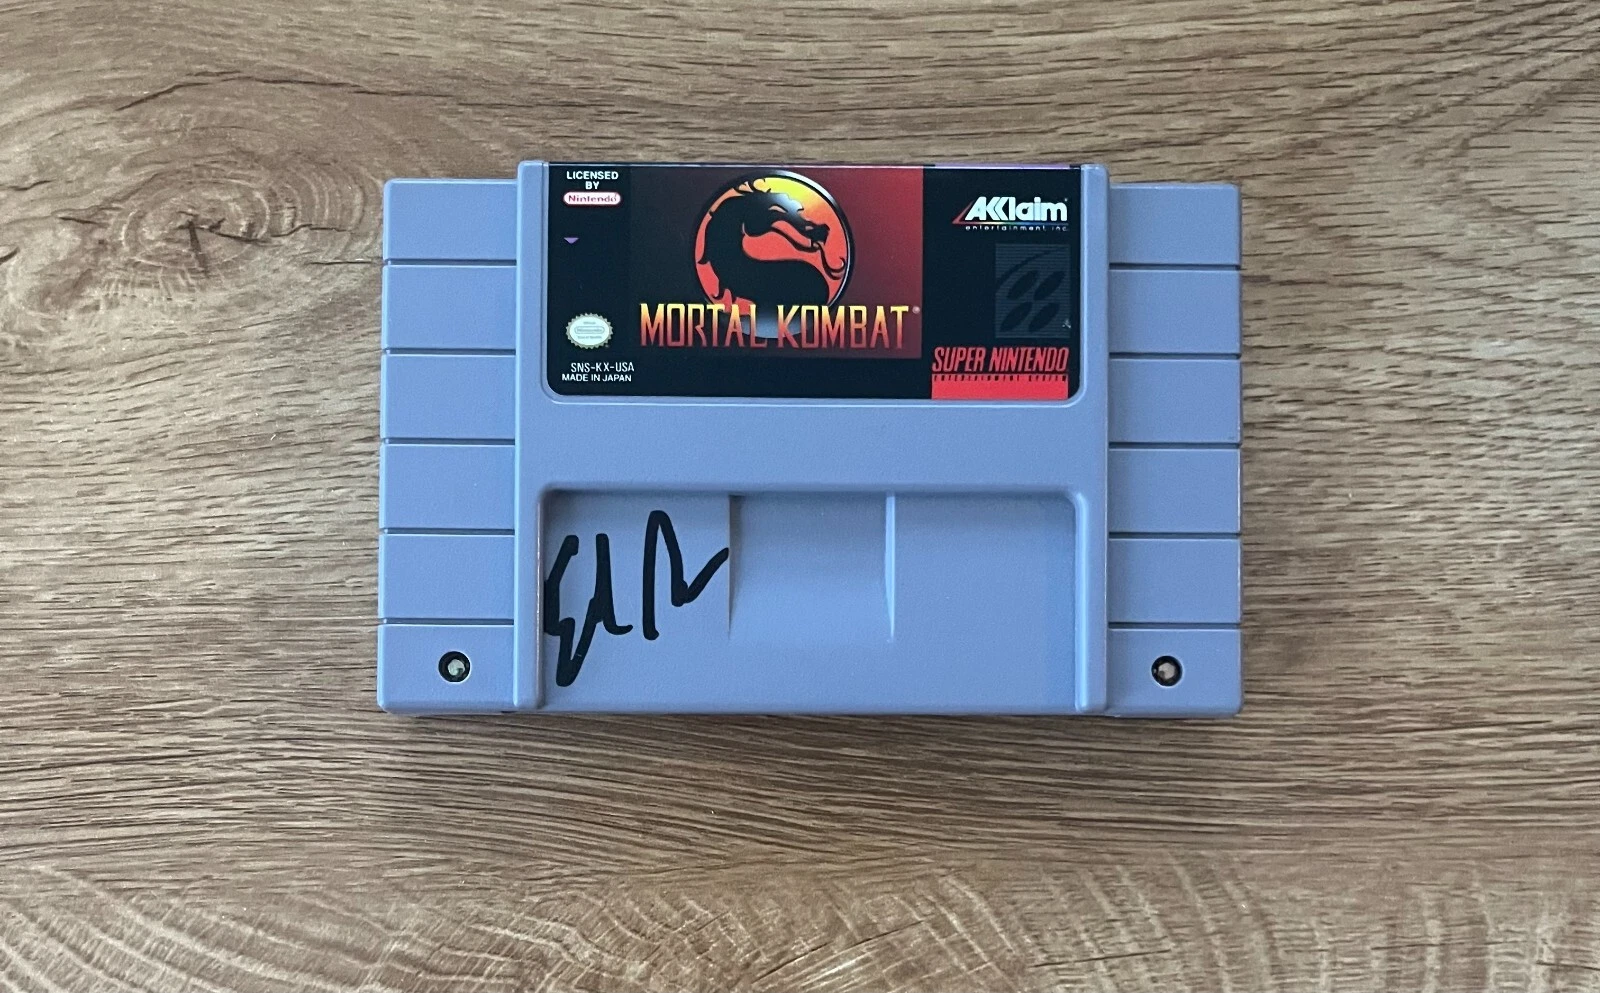 LICENSED
BY
Nintendo
MORTAL KOMBAT®
SNS-KX-USA
MADE IN JAPAN
AKKlaim
entertainment inc.
SUPER NINTENDO
ENTERTAINMENT SYSTEM